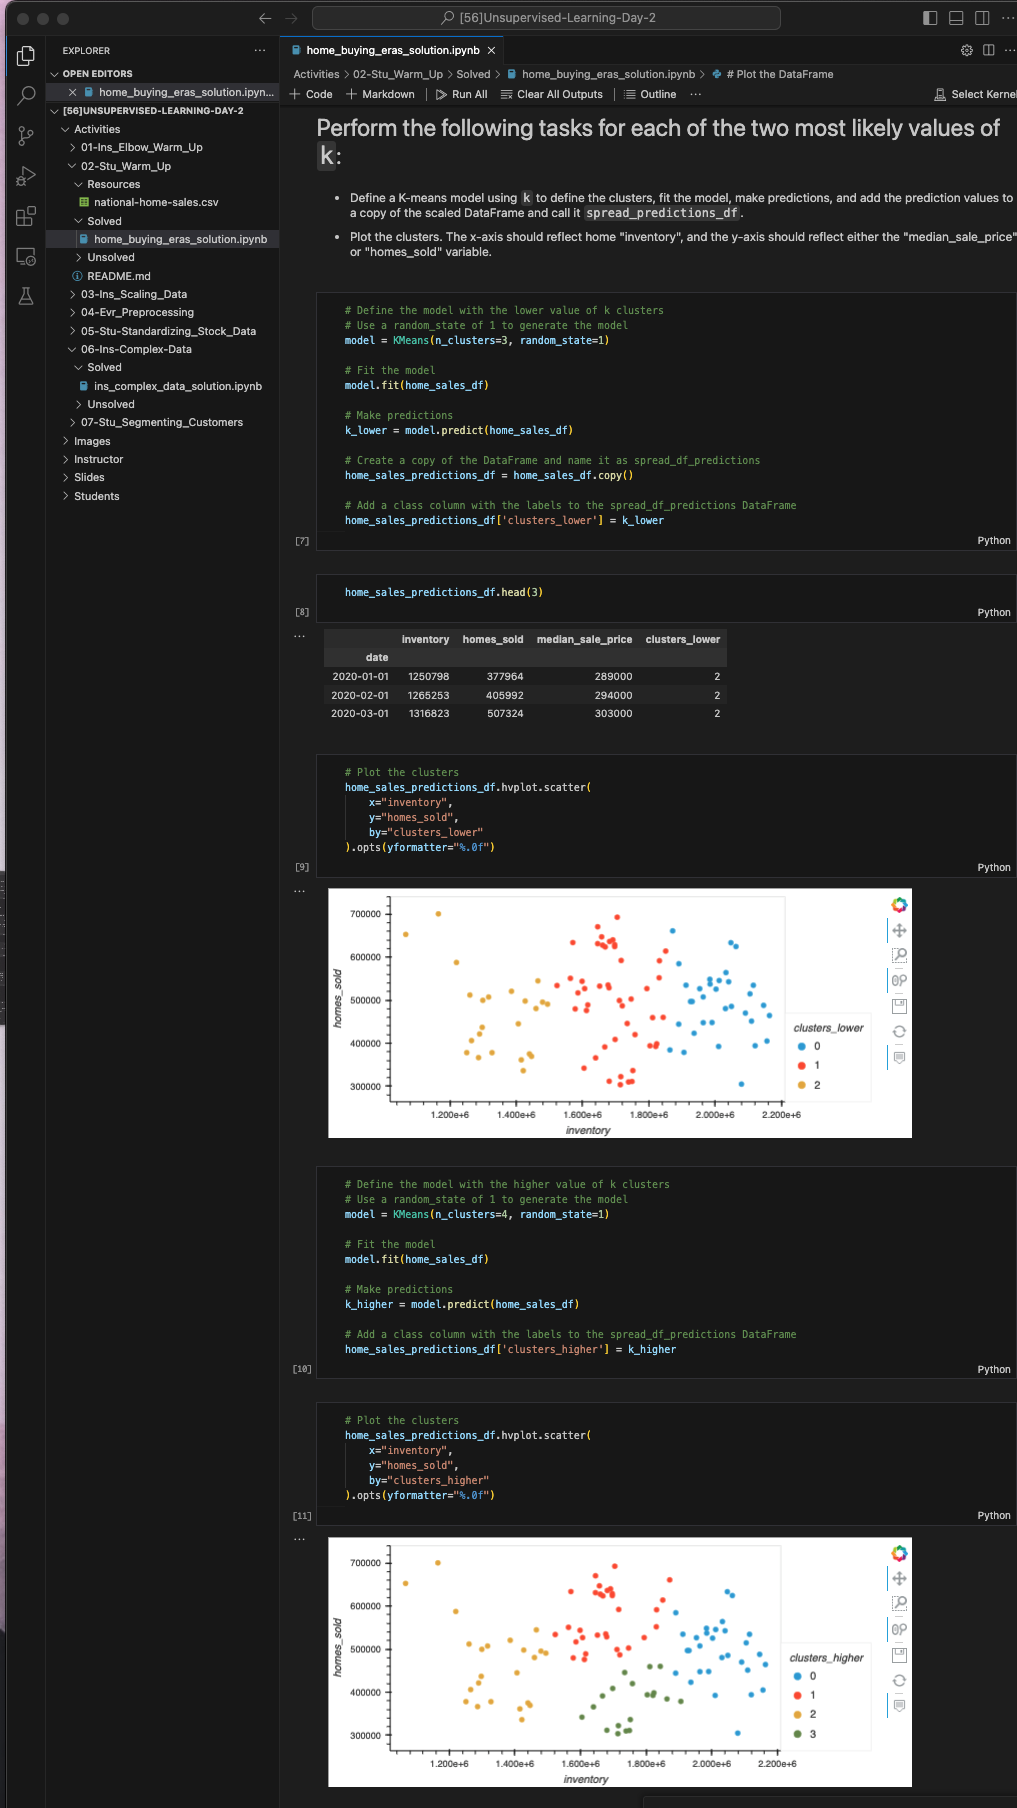 [56]Unsupervised-Learning-Day-2
EXPLORER
OPEN EDITORS
home_buying_eras_solution.ipyn...
[56]UNSUPERVISED-LEARNING-DAY-2
Activities
01-Ins_Elbow_Warm_Up
02-Stu_Warm_Up
Resources
national-home-sales.csv
Solved
home_buying_eras_solution.ipynb
Unsolved
README.md
03-Ins_Scaling_Data
04-Evr_Preprocessing
05-Stu-Standardizing_Stock_Data
06-Ins-Complex-Data
Solved
ins_complex_data_solution.ipynb
Unsolved
07-Stu_Segmenting_Customers
Images
Instructor
Slides
Students
home_buying_eras_solution.ipynb
Activities > 02-Stu_Warm_Up > Solved > home_buying_eras_solution.ipynb > # Plot the DataFrame
+ Code + Markdown Run All Clear All Outputs Outline ... Select Kernel
Perform the following tasks for each of the two most likely values of
k:
• Define a K-means model using k to define the clusters, fit the model, make predictions, and add the prediction values to
a copy of the scaled DataFrame and call it spread_predictions_df.
• Plot the clusters. The x-axis should reflect home "inventory", and the y-axis should reflect either the "median_sale_price"
or "homes_sold" variable.
# Define the model with the lower value of k clusters
# Use a random_state of 1 to generate the model
model = KMeans(n_clusters=3, random_state=1)
# Fit the model
model.fit(home_sales_df)
# Make predictions
k_lower = model.predict(home_sales_df)
# Create a copy of the DataFrame and name it as spread_df_predictions
home_sales_predictions_df = home_sales_df.copy()
# Add a class column with the labels to the spread_df_predictions DataFrame
home_sales_predictions_df['clusters_lower'] = k_lower
[7]
Python
home_sales_predictions_df.head(3)
[8]
Python
...
inventory homes_sold median_sale_price clusters_lower
date
2020-01-01 1250798 377964 289000 2
2020-02-01 1265253 405992 294000 2
2020-03-01 1316823 507324 303000 2
# Plot the clusters
home_sales_predictions_df.hvplot.scatter(
x="inventory",
y="homes_sold",
by="clusters_lower"
).opts(yformatter="%.0f")
[9]
Python
...
700000
600000
500000
400000
300000
homes_sold
1.200e+6 1.400e+6 1.600e+6 1.800e+6 2.000e+6 2.200e+6
inventory
clusters_lower
0
1
2
# Define the model with the higher value of k clusters
# Use a random_state of 1 to generate the model
model = KMeans(n_clusters=4, random_state=1)
# Fit the model
model.fit(home_sales_df)
# Make predictions
k_higher = model.predict(home_sales_df)
# Add a class column with the labels to the spread_df_predictions DataFrame
home_sales_predictions_df['clusters_higher'] = k_higher
[10]
Python
# Plot the clusters
home_sales_predictions_df.hvplot.scatter(
x="inventory",
y="homes_sold",
by="clusters_higher"
).opts(yformatter="%.0f")
[11]
Python
...
700000
600000
500000
400000
300000
homes_sold
1.200e+6 1.400e+6 1.600e+6 1.800e+6 2.000e+6 2.200e+6
inventory
clusters_higher
0
1
2
3